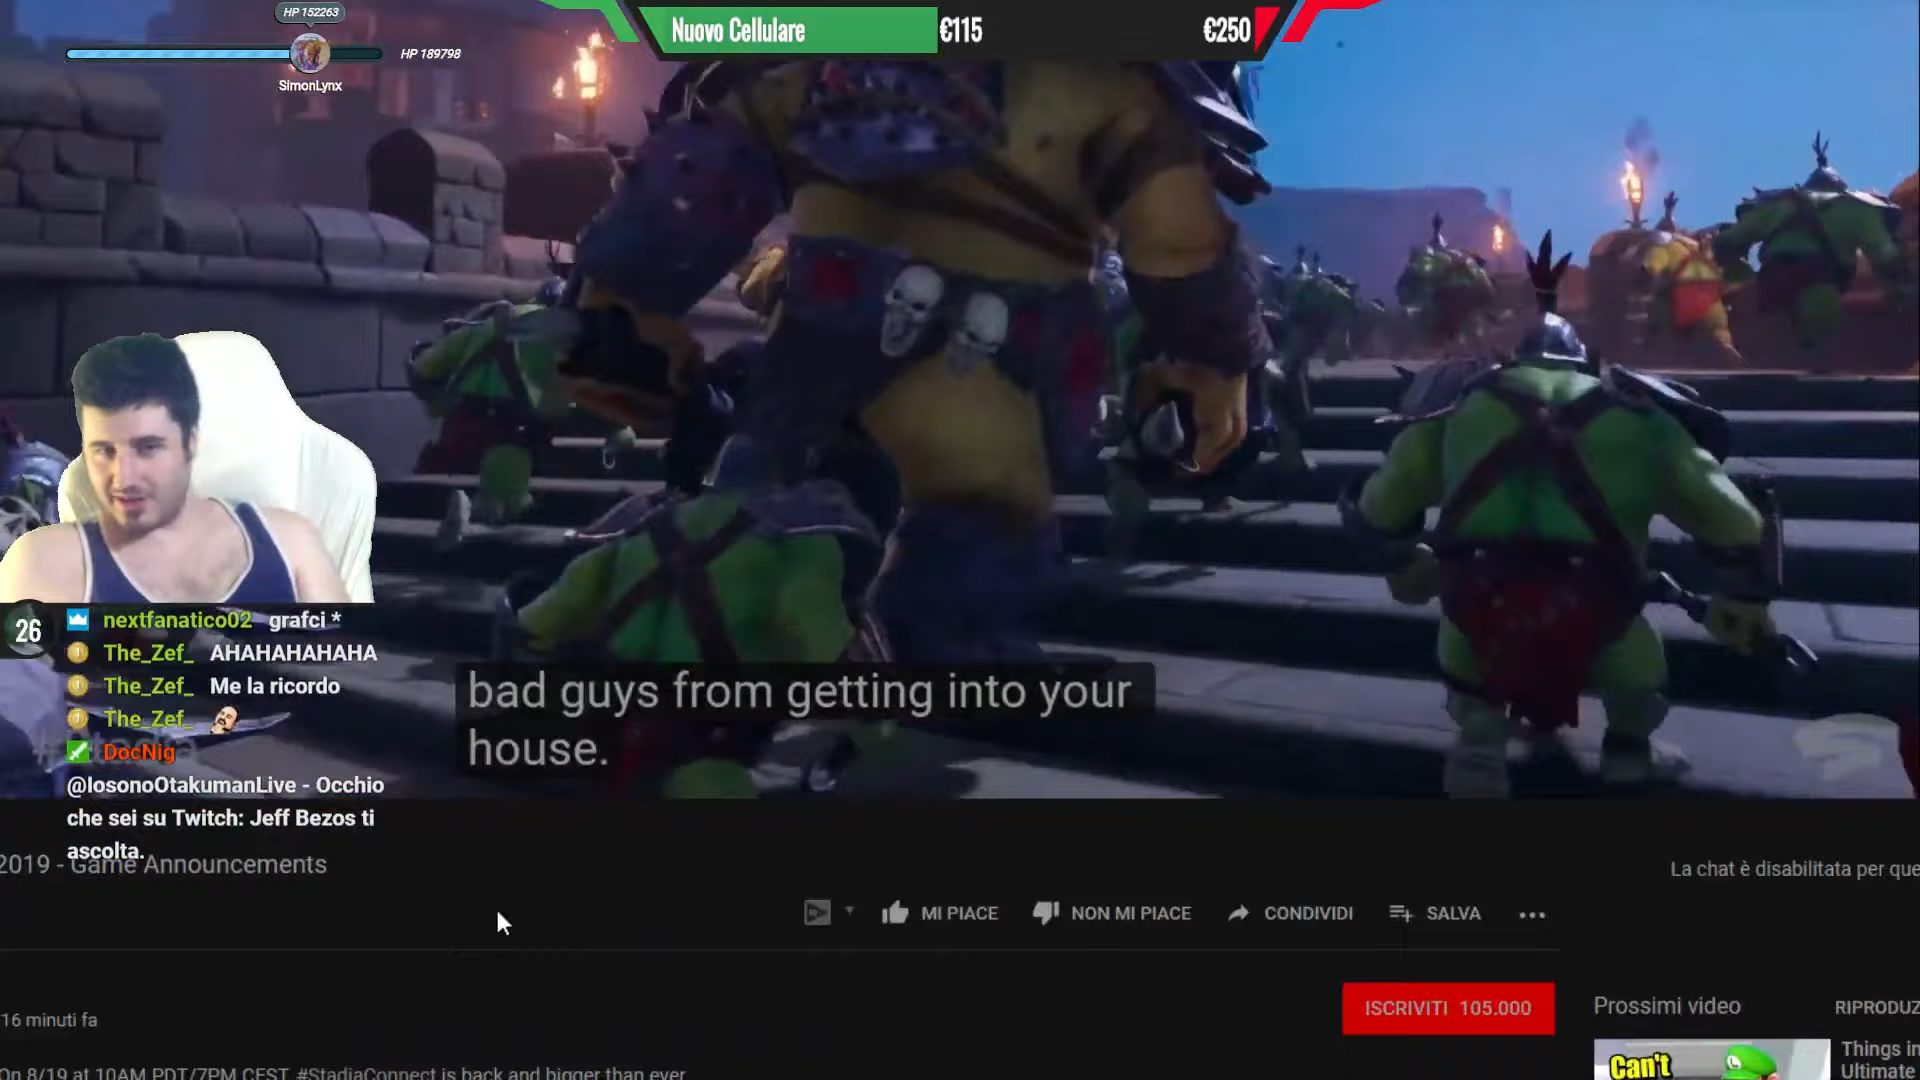 HP 152263
HP 189798
SimonLynx
Nuovo Cellulare
€115
€250
26
nextfanatico02 grafci *
The_Zef_ AHAHAHAHAHA
The_Zef_ Me la ricordo
The_Zef_
DocNig
@IosonoOtakumanLive - Occhio
che sei su Twitch: Jeff Bezos ti
ascolta.
bad guys from getting into your
house.
2019 - Game Announcements
La chat è disabilitata per que
MI PIACE
NON MI PIACE
CONDIVIDI
SALVA
16 minuti fa
ISCRIVITI 105.000
Prossimi video
RIPRODUZ
On 8/19 at 10AM PDT/7PM CEST, #StadiaConnect is back and bigger than ever
Can't
Things in
Ultimate